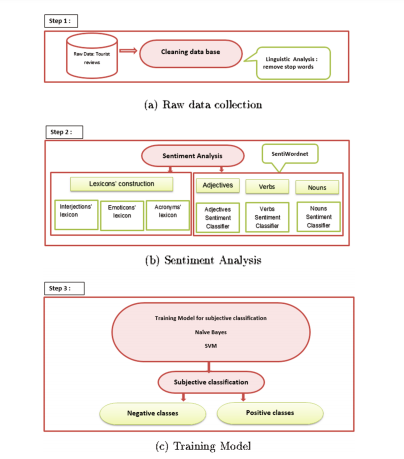 Step 1 :
Raw Data: Tourist
reviews
Cleaning data base
Linguistic Analysis :
remove stop words
(a) Raw data collection
Step 2 :
Sentiment Analysis
SentiWordnet
Lexicons' construction
Adjectives
Verbs
Nouns
Interjections'
lexicon
Emoticons'
lexicon
Acronyms'
lexicon
Adjectives
Sentiment
Classifier
Verbs
Sentiment
Classifier
Nouns
Sentiment
Classifier
(b) Sentiment Analysis
Step 3 :
Training Model for subjective classification
Naïve Bayes
SVM
Subjective classification
Negative classes
Positive classes
(c) Training Model